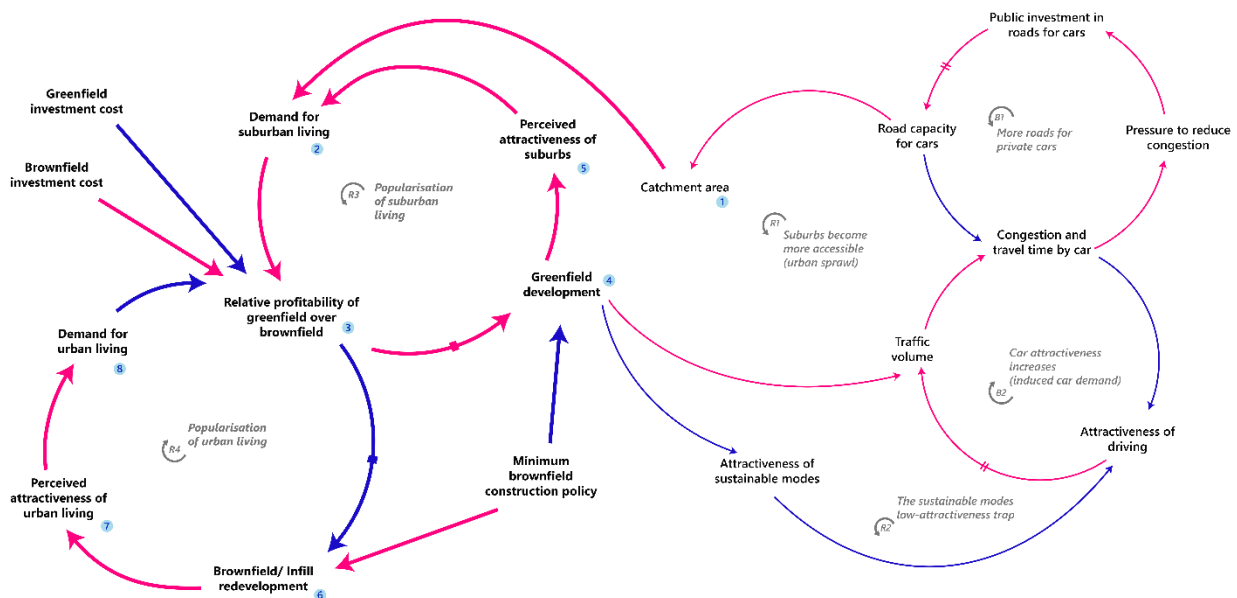 Public investment in
roads for cars
Greenfield
investment cost
Demand for
suburban living
2
Perceived
attractiveness of
suburbs
5
Road capacity
for cars
B1
More roads for
private cars
Pressure to reduce
congestion
Brownfield
investment cost
R3
Popularisation
of suburban
living
Catchment area
1
R1
Suburbs become
more accessible
(urban sprawl)
Congestion and
travel time by car
Greenfield
development
4
Relative profitability of
greenfield over
brownfield
3
Demand for
urban living
8
Traffic
volume
Car attractiveness
increases
(induced car demand)
B2
R4
Popularisation
of urban living
Attractiveness of
driving
Minimum
brownfield
construction policy
Attractiveness of
sustainable modes
Perceived
attractiveness of
urban living
7
The sustainable modes
low-attractiveness trap
R2
Brownfield/ Infill
redevelopment
6